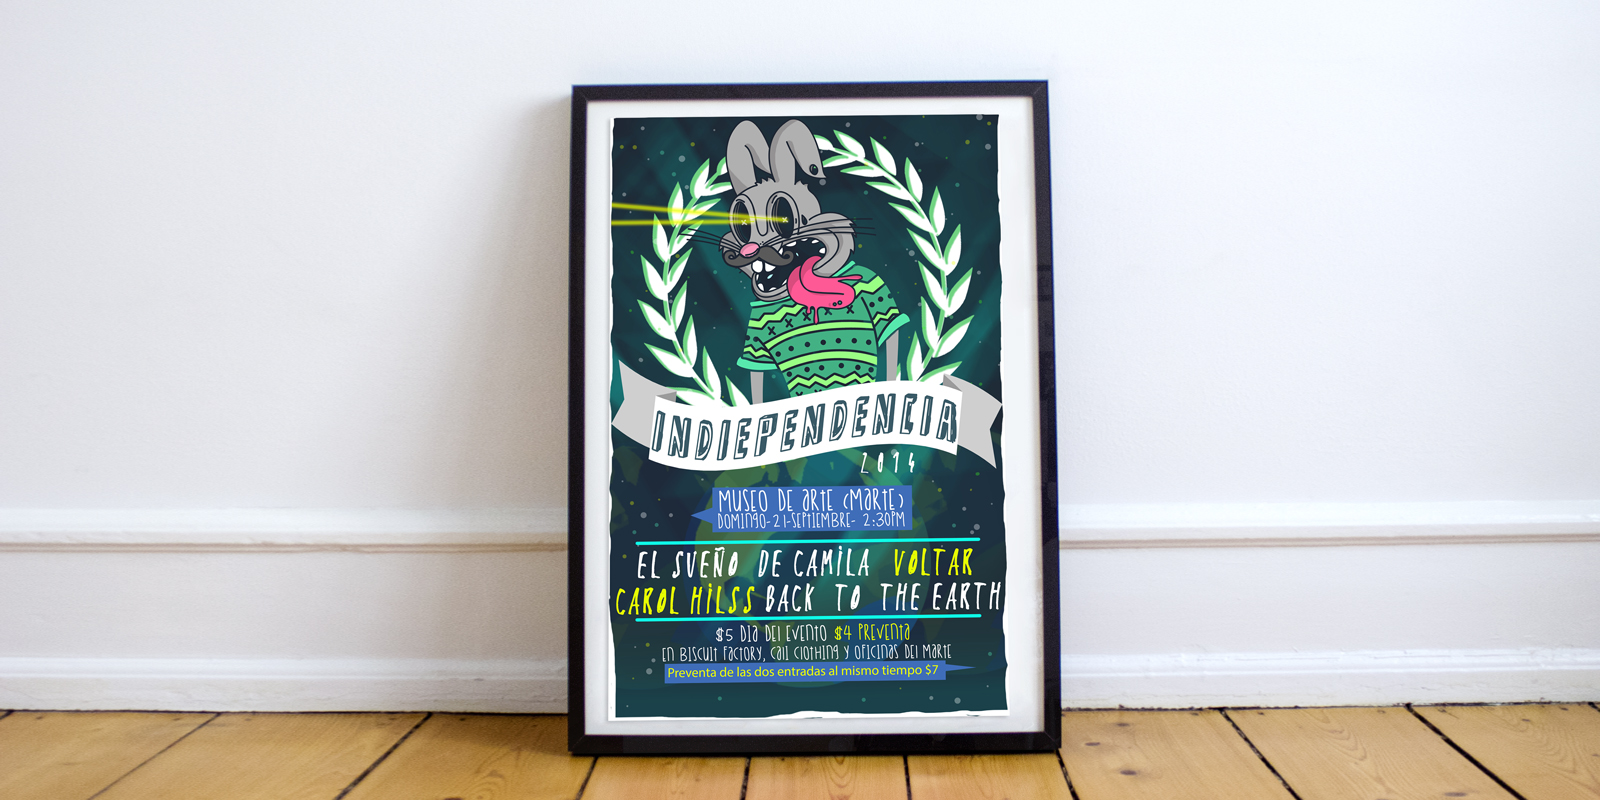 INDIEPENDENCIA
2014
MUSEO DE ARTE (MARTE)
DOMINGO-21-SEPTIEMBRE- 2:30PM
EL SUEÑO DE CAMILA VOLTAR
CAROL HILSS BACK TO THE EARTH
$5 DIA DEL EVENTO $4 PREVENTA
EN BISCUIT FACTORY, CALI CLOTHING Y OFICINAS DEL MARTE
Preventa de las dos entradas al mismo tiempo $7